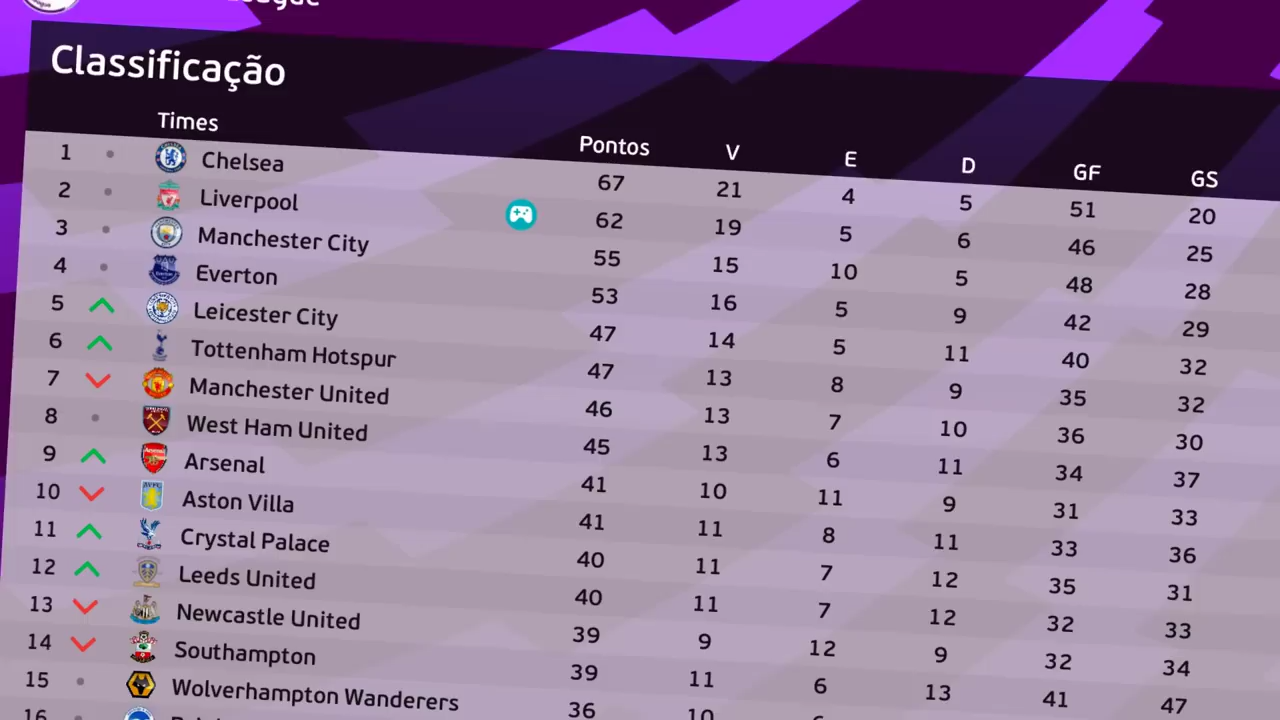 Classificação
Times Pontos V E D GF GS
1 Chelsea 67 21 4 5 51 20
2 Liverpool 62 19 5 6 46 25
3 Manchester City 55 15 10 5 48 28
4 Everton 53 16 5 9 42 29
5 Leicester City 47 14 5 11 40 32
6 Tottenham Hotspur 47 13 8 9 35 32
7 Manchester United 46 13 7 10 36 30
8 West Ham United 45 13 6 11 34 37
9 Arsenal 41 10 11 9 31 33
10 Aston Villa 41 11 8 11 33 36
11 Crystal Palace 40 11 7 12 35 31
12 Leeds United 40 11 7 12 32 33
13 Newcastle United 39 9 12 9 32 34
14 Southampton 39 11 6 13 41 47
15 Wolverhampton Wanderers 36 10
16